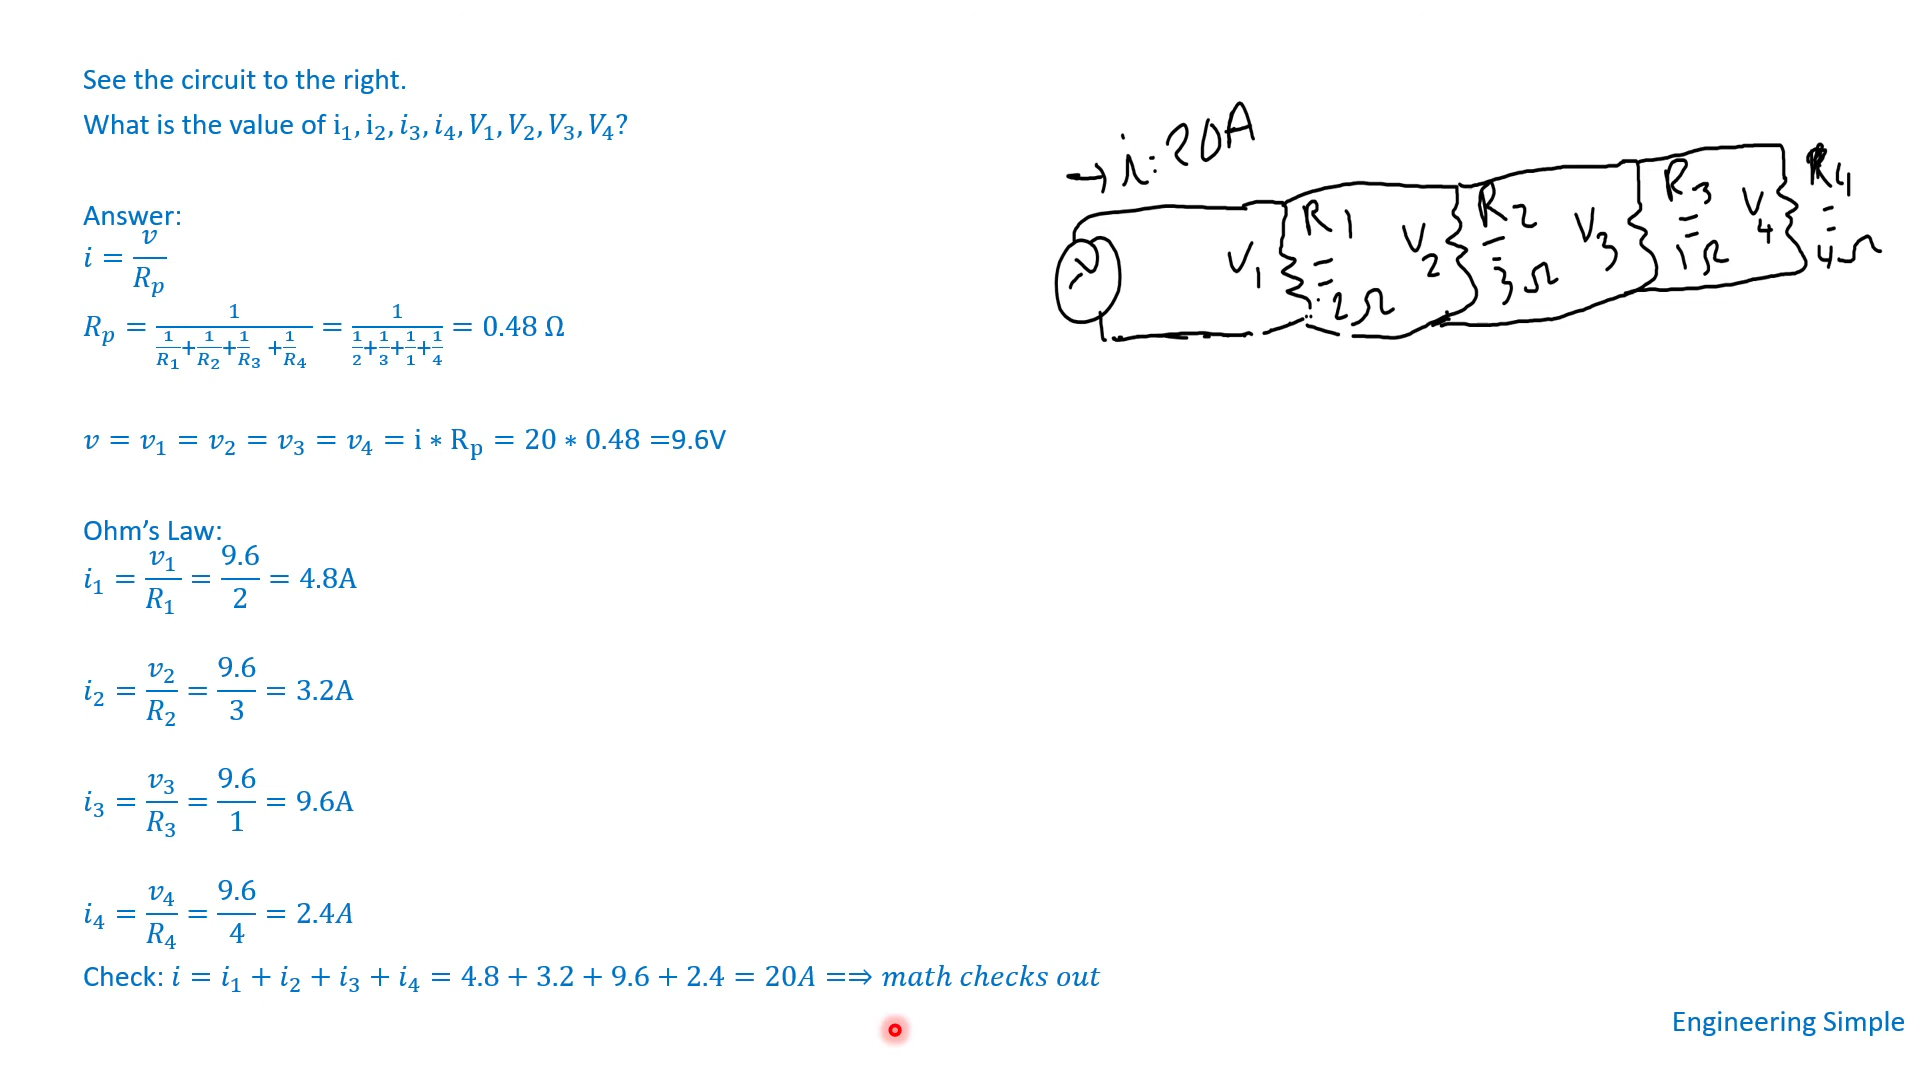 See the circuit to the right.
What is the value of i₁, i₂, i₃, i₄, V₁, V₂, V₃, V₄?
Answer:
i = v/Rₚ
Rₚ = 1/(1/R₁+1/R₂+1/R₃ +1/R₄) = 1/(1/2+1/3+1/1+1/4) = 0.48 Ω
v = v₁ = v₂ = v₃ = v₄ = i ∗ Rₚ = 20 ∗ 0.48 =9.6V
Ohm’s Law:
i₁ = v₁/R₁ = 9.6/2 = 4.8A
i₂ = v₂/R₂ = 9.6/3 = 3.2A
i₃ = v₃/R₃ = 9.6/1 = 9.6A
i₄ = v₄/R₄ = 9.6/4 = 2.4A
Check: i = i₁ + i₂ + i₃ + i₄ = 4.8 + 3.2 + 9.6 + 2.4 = 20A ==⇒ math checks out
→ i: 20A
V₁
R1 = 2Ω
V₂
R2 = 3Ω
V₃
R3 = 1Ω
V₄
R4 = 4Ω
Engineering Simple